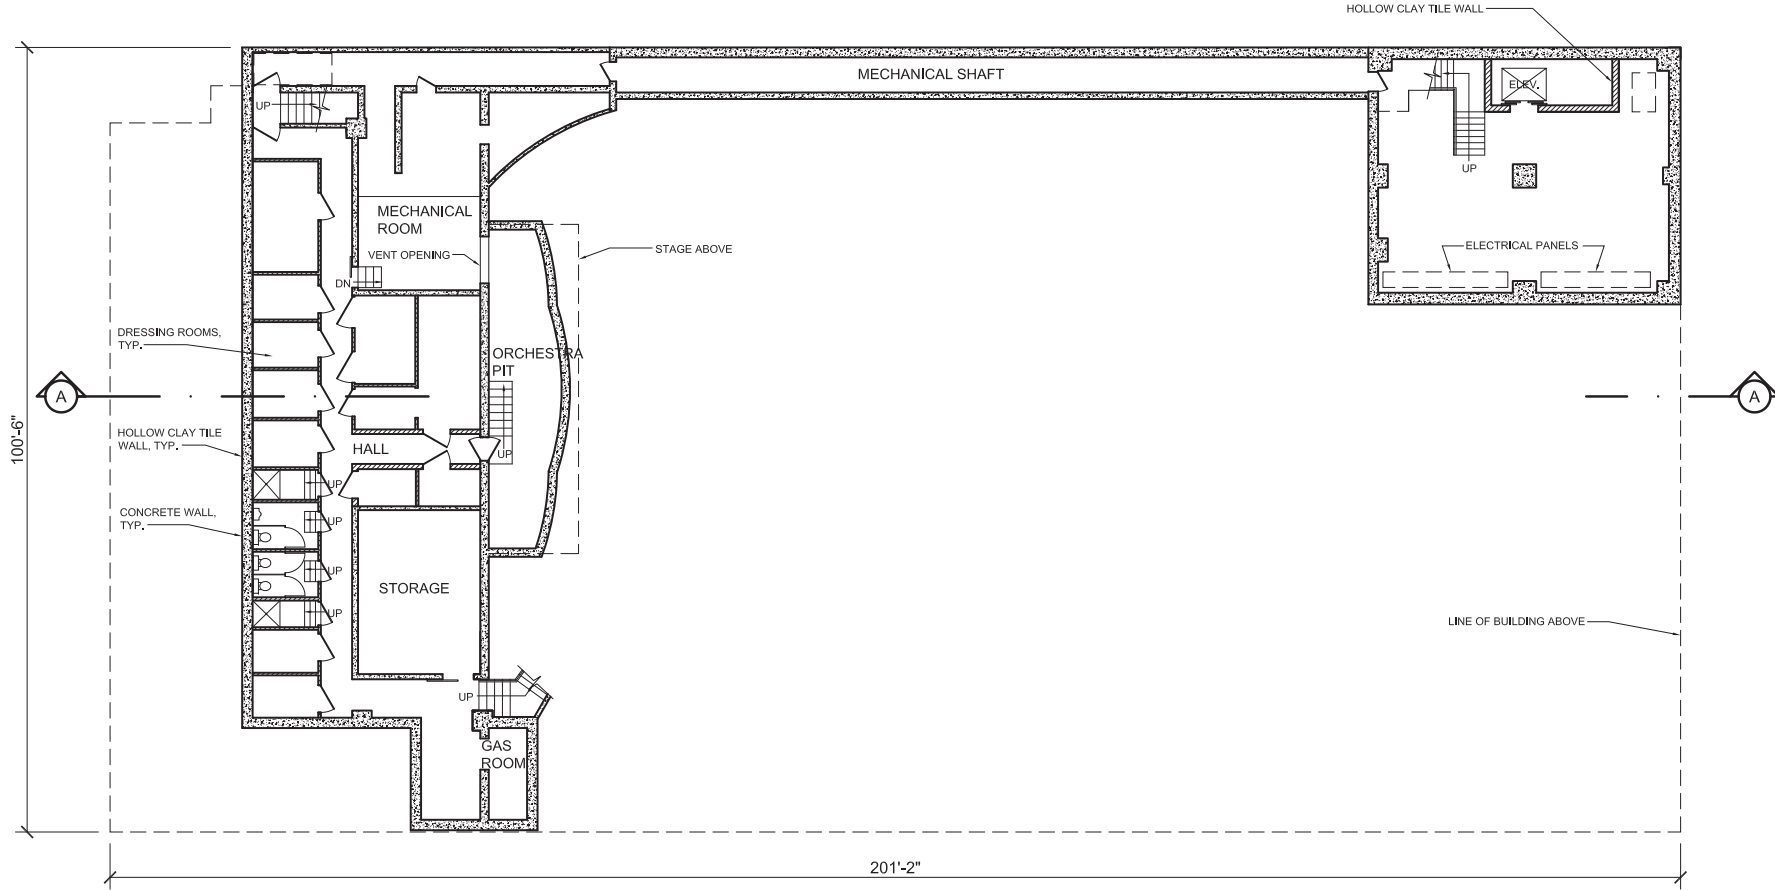 HOLLOW CLAY TILE WALL
MECHANICAL SHAFT
ELEV.
UP
UP
MECHANICAL
ROOM
ELECTRICAL PANELS
STAGE ABOVE
VENT OPENING
DN
DRESSING ROOMS,
TYP.
ORCHESTRA
PIT
A
A
100'-6"
HOLLOW CLAY TILE
WALL, TYP.
HALL
UP
UP
CONCRETE WALL,
TYP.
UP
UP
STORAGE
UP
LINE OF BUILDING ABOVE
UP
GAS
ROOM
201'-2"